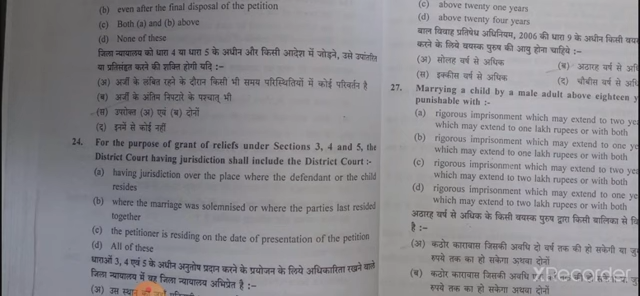 (b) even after the final disposal of the petition
(c) Both (a) and (b) above
(d) None of these
जिला न्यायालय को धारा 4 या धारा 5 के अधीन और किसी आदेश में जोड़ने, उसे उपांतरित
या प्रतिसंहृत करने की शक्ति होगी यदि :-
(अ) अर्जी के लंबित रहने के दौरान किसी भी समय परिस्थितियों में कोई परिवर्तन है
(ब) अर्जी के अंतिम निपटारे के पश्चात् भी
(स) उपरोक्त (अ) एवं (ब) दोनों
(द) इनमें से कोई नहीं
24. For the purpose of grant of reliefs under Sections 3, 4 and 5, the
District Court having jurisdiction shall include the District Court :-
(a) having jurisdiction over the place where the defendant or the child
resides
(b) where the marriage was solemnised or where the parties last resided
together
(c) the petitioner is residing on the date of presentation of the petition
(d) All of these
धाराओं 3, 4 एवं 5 के अधीन अनुतोष प्रदान करने के प्रयोजन के लिये अधिकारिता रखने वाले
जिला न्यायालय में वह जिला न्यायालय अभिप्रेत है :-
(अ) उस
(c) above twenty one years
(d) above twenty four years
बाल विवाह प्रतिषेध अधिनियम, 2006 की धारा 9 के अधीन किसी
करने के लिये वयस्क पुरुष की आयु होना चाहिये :-
(अ) सोलह वर्ष से अधिक (ब) अठारह वर्ष से
(स) इक्कीस वर्ष से अधिक (द) चौबीस वर्ष से
27. Marrying a child by a male adult above eighteen
punishable with :-
(a) rigorous imprisonment which may extend to two
which may extend to one lakh rupees or with both
(b) rigorous imprisonment which may extend to one
which may extend to one lakh rupees or with both
(c) rigorous imprisonment which may extend to two
which may extend to two lakh rupees or with both
(d) rigorous imprisonment which may extend to one
which may extend to two lakh rupees or with both
अठारह वर्ष से अधिक के किसी वयस्क पुरुष द्वारा किसी बालिका से
है :-
(अ) कठोर कारावास जिसकी अवधि दो वर्ष तक की हो सकेगी या
रुपये तक का हो सकेगा अथवा दोनों
(ब) कठोर कारावास जिसकी अवधि
रुपये तक का हो सकेगा अथवा दोनों
XRecorder